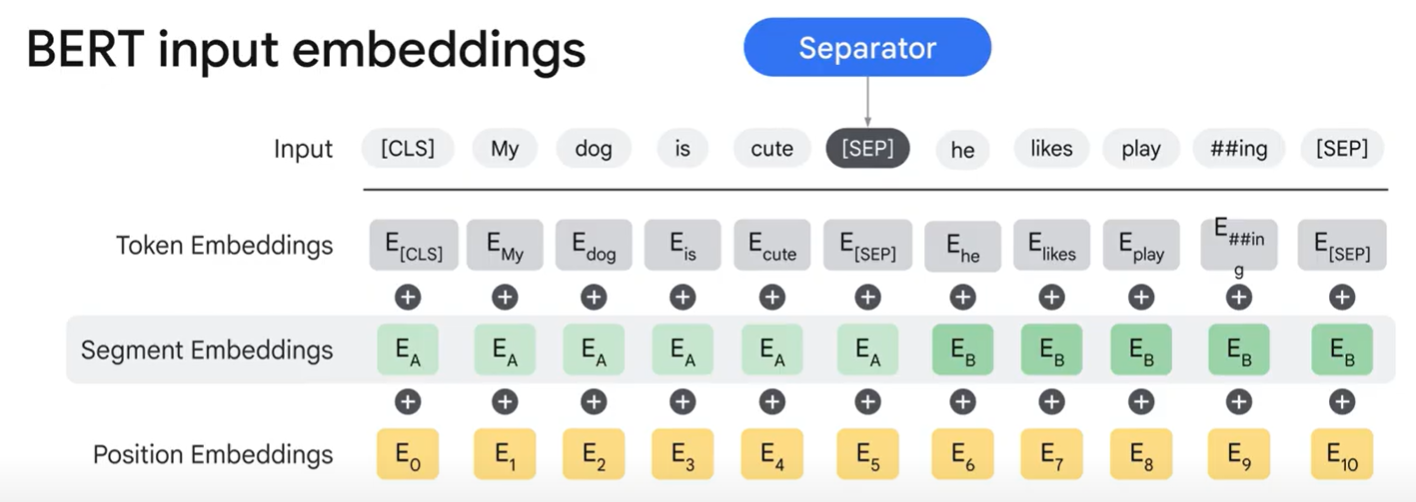 BERT input embeddings
Separator
Input [CLS] My dog is cute [SEP] he likes play ##ing [SEP]
Token Embeddings E[CLS] EMy Edog Eis Ecute E[SEP] Ehe Elikes Eplay E##ing E[SEP]
+ + + + + + + + + + +
Segment Embeddings EA EA EA EA EA EA EB EB EB EB EB
+ + + + + + + + + + +
Position Embeddings E0 E1 E2 E3 E4 E5 E6 E7 E8 E9 E10